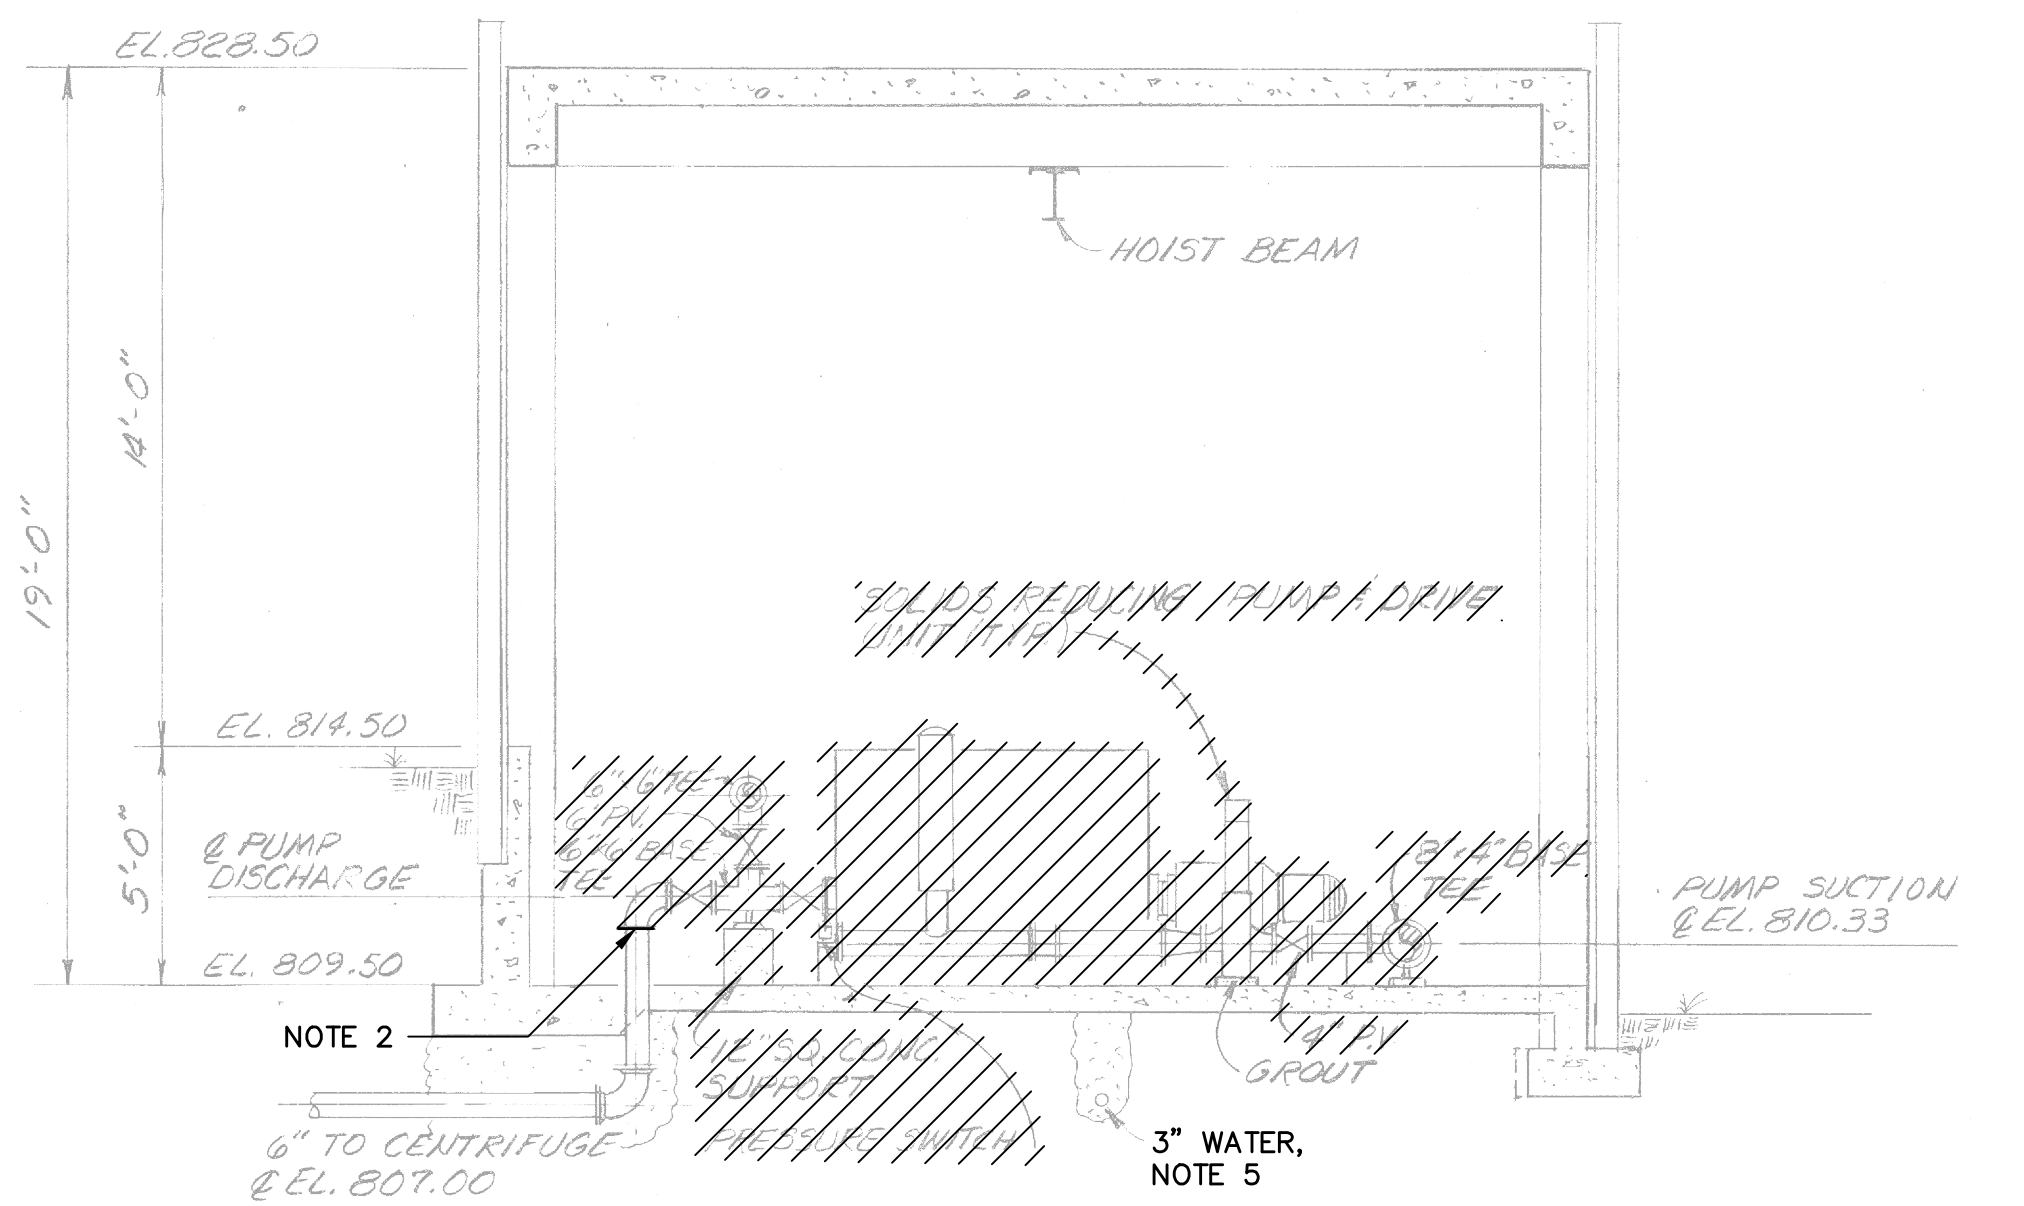 EL. 828.50
HOIST BEAM
14'-0"
19'-0"
SOLIDS REDUCING PUMP & DRIVE
UNIT (TYP.)
EL. 814.50
6"x6" TEE
6" P.V.
6"x6" BASE
TEE
℄ PUMP
DISCHARGE
5'-0"
8"x4" BASE
TEE
PUMP SUCTION
℄ EL. 810.33
EL. 809.50
NOTE 2
12" SQ. CONC.
SUPPORT
4" P.V.
GROUT
PRESSURE SWITCH
3" WATER,
NOTE 5
6" TO CENTRIFUGE
℄ EL. 807.00